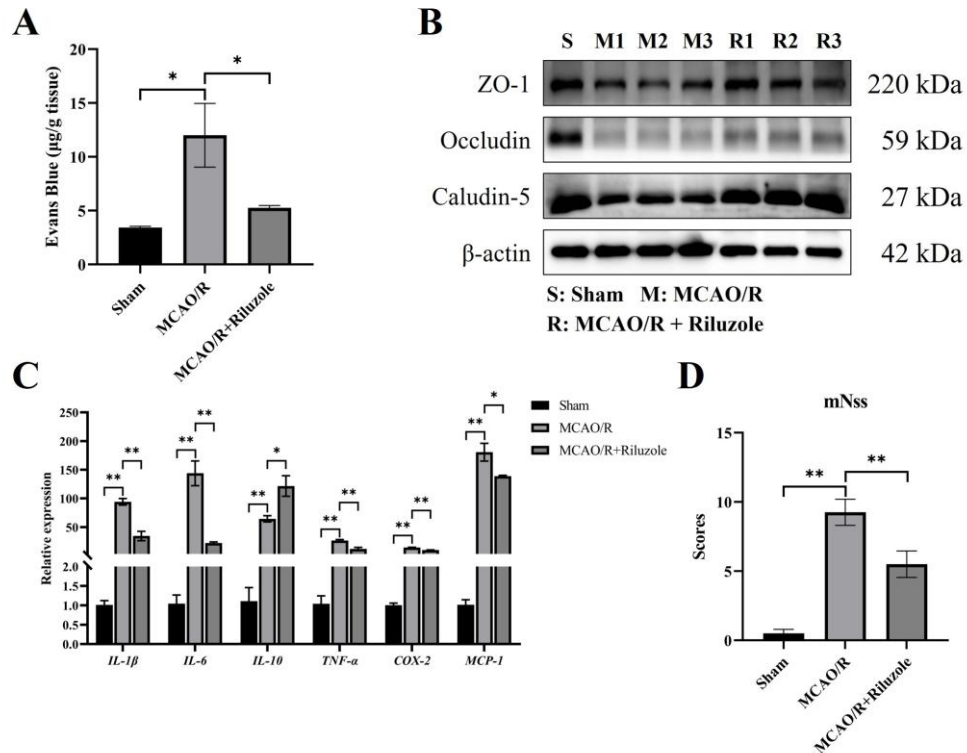 A
Evans Blue (μg/g tissue)
20
15
10
5
0
*
*
Sham
MCAO/R
MCAO/R+Riluzole
B
S M1 M2 M3 R1 R2 R3
ZO-1 220 kDa
Occludin 59 kDa
Caludin-5 27 kDa
β-actin 42 kDa
S: Sham M: MCAO/R
R: MCAO/R + Riluzole
C
Relative expression
250
200
150
100
50
2.0
1.5
1.0
0.5
0.0
** **
** **
** *
** **
** **
** *
IL-1β IL-6 IL-10 TNF-α COX-2 MCP-1
Sham
MCAO/R
MCAO/R+Riluzole
D
mNss
Scores
15
10
5
0
**
**
Sham
MCAO/R
MCAO/R+Riluzole